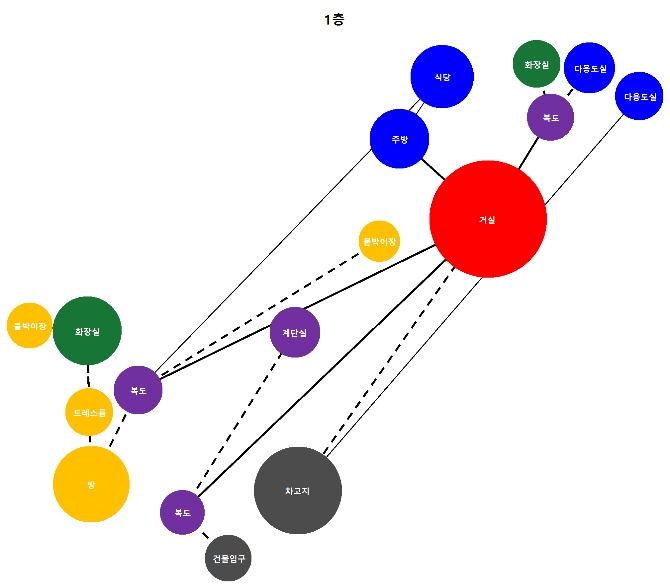 1층
식당
화장실
다용도실
다용도실
복도
주방
거실
붙박이장
붙박이장
화장실
계단실
복도
드레스룸
방
차고지
복도
건물입구